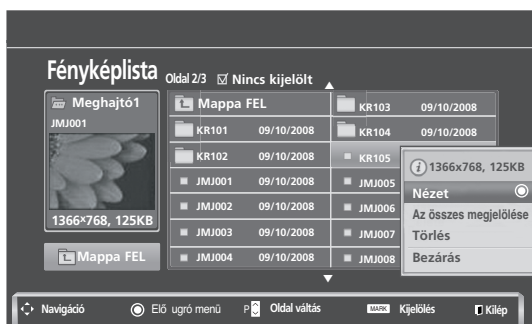 Fényképlista Oldal 2/3 Nincs kijelölt
Meghajtó1
JMJ001
1366×768, 125KB
Mappa FEL
Mappa FEL
KR101 09/10/2008
KR102 09/10/2008
JMJ001 09/10/2008
JMJ002 09/10/2008
JMJ003 09/10/2008
JMJ004 09/10/2008
KR103 09/10/2008
KR104 09/10/2008
KR105
JMJ005
JMJ006
JMJ007
JMJ008
i 1366x768, 125KB
Nézet
Az összes megjelölése
Törlés
Bezárás
Navigáció Elő ugró menü P Oldal váltás MARK Kijelölés Kilép